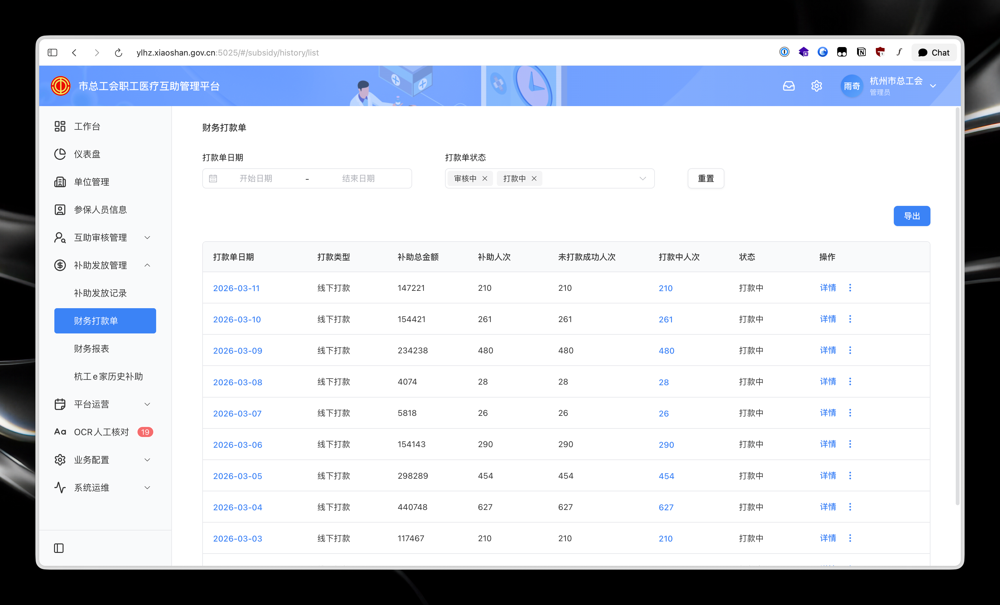 ylhz.xiaoshan.gov.cn:5025/#/subsidy/history/list
Chat
市总工会职工医疗互助管理平台
雨奇
杭州市总工会
管理员
工作台
仪表盘
单位管理
参保人员信息
互助审核管理
补助发放管理
补助发放记录
财务打款单
财务报表
杭工e家历史补助
平台运营
Aa OCR人工核对 19
业务配置
系统运维
财务打款单
打款单日期 打款单状态
开始日期 - 结束日期 审核中 打款中 重置
导出
打款单日期 打款类型 补助总金额 补助人次 未打款成功人次 打款中人次 状态 操作
2026-03-11 线下打款 147221 210 210 210 打款中 详情
2026-03-10 线下打款 154421 261 261 261 打款中 详情
2026-03-09 线下打款 234238 480 480 480 打款中 详情
2026-03-08 线下打款 4074 28 28 28 打款中 详情
2026-03-07 线下打款 5818 26 26 26 打款中 详情
2026-03-06 线下打款 154143 290 290 290 打款中 详情
2026-03-05 线下打款 298289 454 454 454 打款中 详情
2026-03-04 线下打款 440748 627 627 627 打款中 详情
2026-03-03 线下打款 117467 210 210 210 打款中 详情